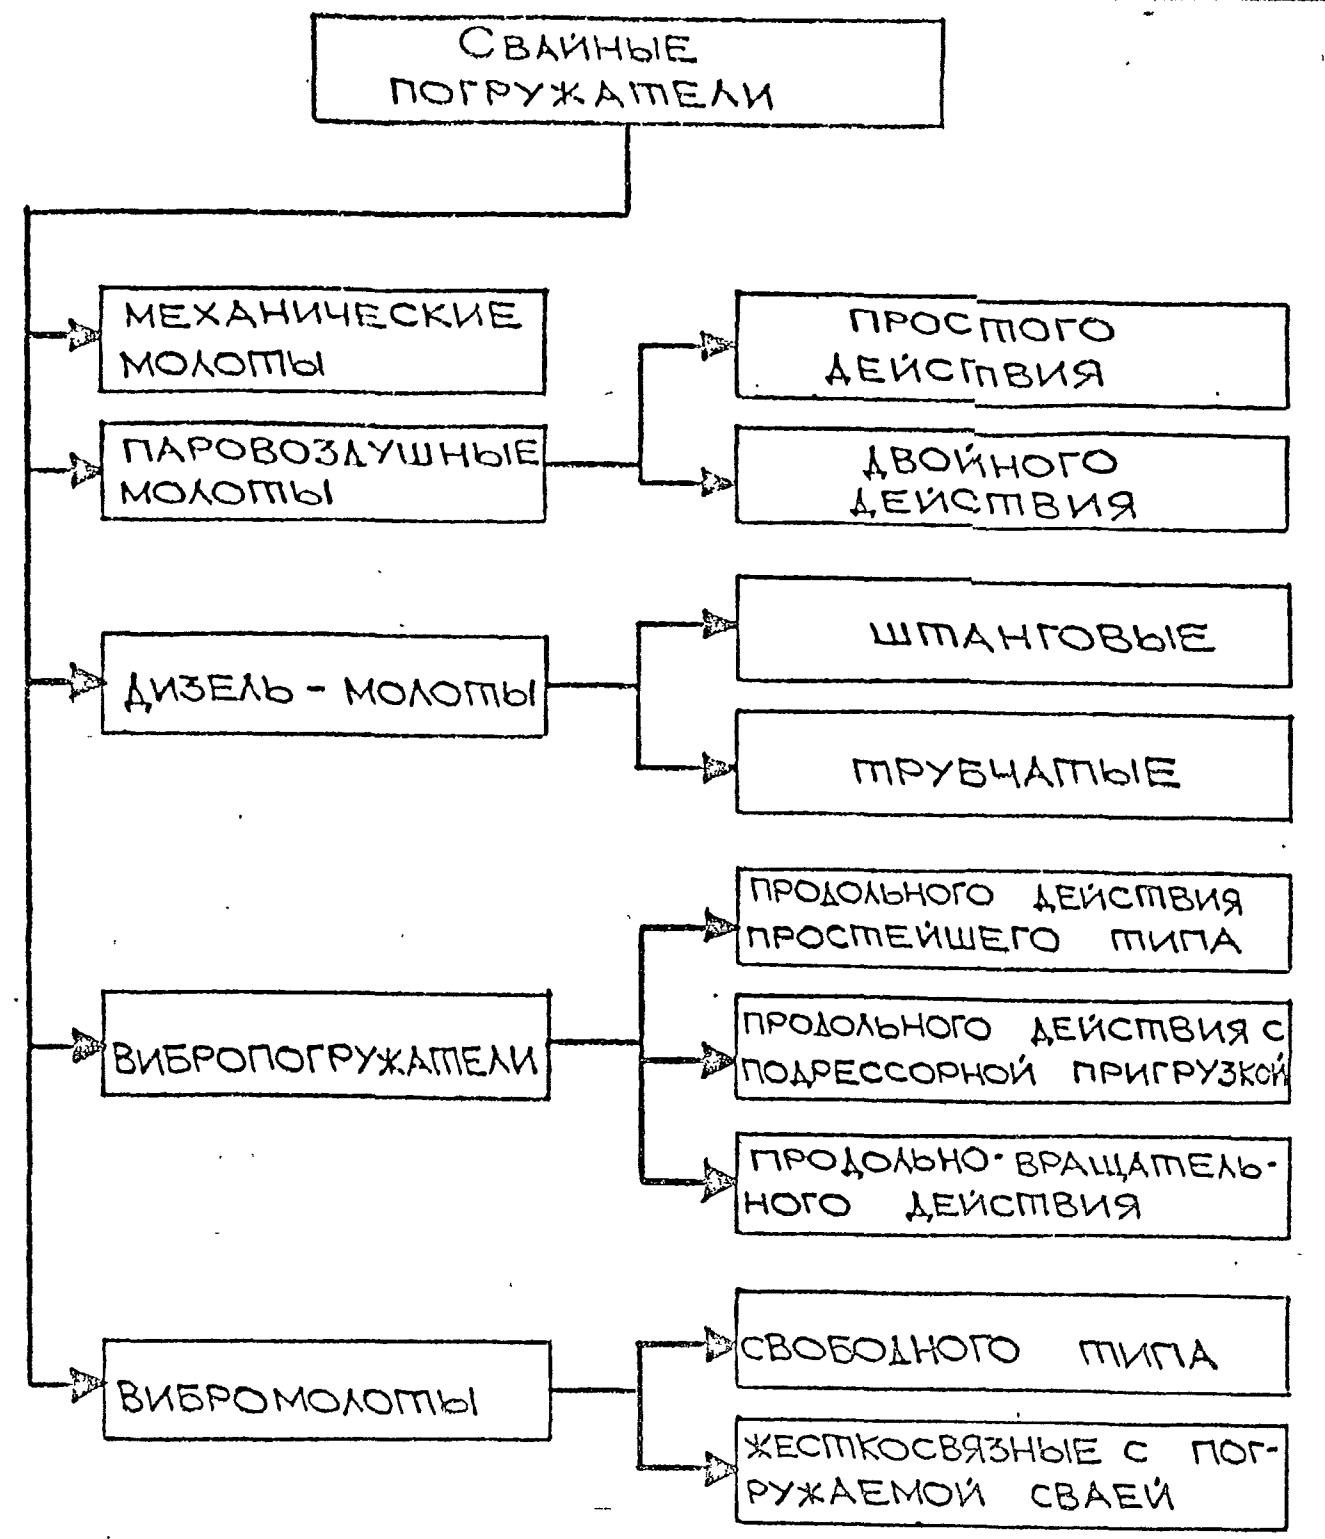 Свайные
погружатели
механические
молоты
простого
действия
паровоздушные
молоты
двойного
действия
дизель - молоты
штанговые
трубчатые
вибропогружатели
продольного действия
простейшего типа
продольного действия с
подрессорной пригрузкой
продольно-вращатель-
ного действия
вибромолоты
свободного типа
жесткосвязные с пог-
ружаемой сваей